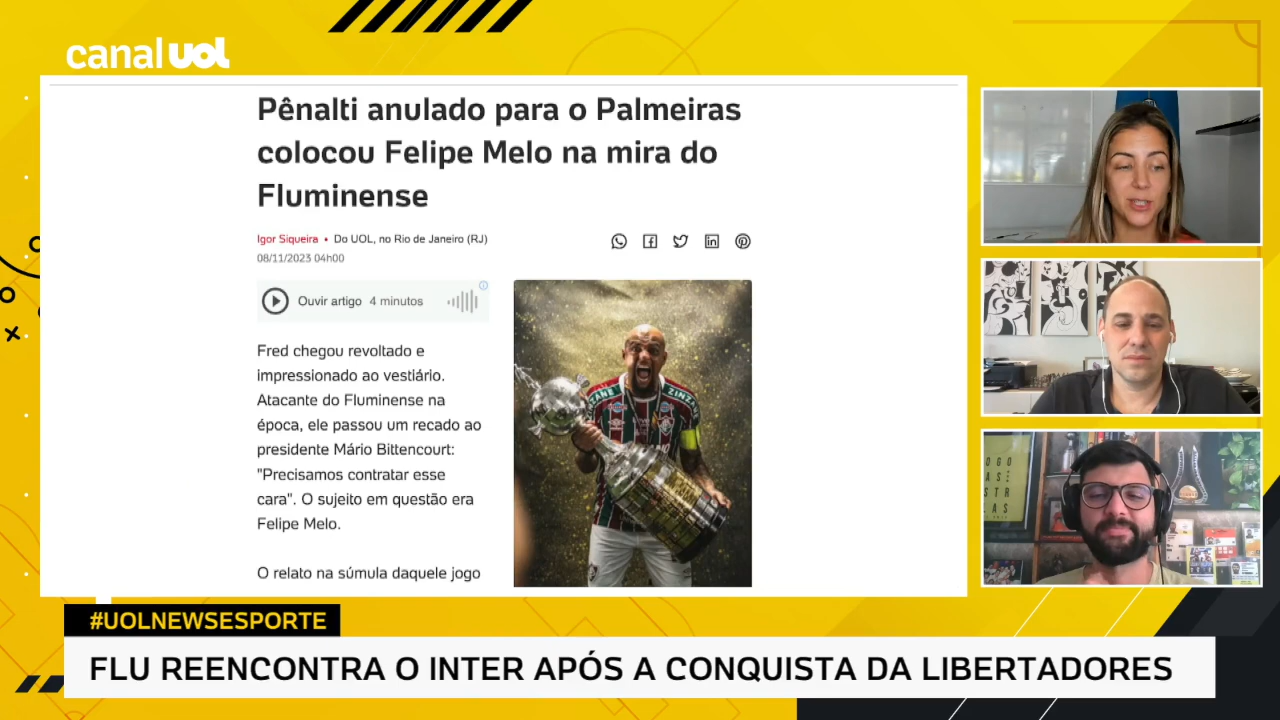 canal uol
Pênalti anulado para o Palmeiras
colocou Felipe Melo na mira do
Fluminense
Igor Siqueira • Do UOL, no Rio de Janeiro (RJ)
08/11/2023 04h00
Ouvir artigo 4 minutos
Fred chegou revoltado e
impressionado ao vestiário.
Atacante do Fluminense na
época, ele passou um recado ao
presidente Mário Bittencourt:
"Precisamos contratar esse
cara". O sujeito em questão era
Felipe Melo.
O relato na súmula daquele jogo
ZINZANE
#UOLNEWSESPORTE
FLU REENCONTRA O INTER APÓS A CONQUISTA DA LIBERTADORES